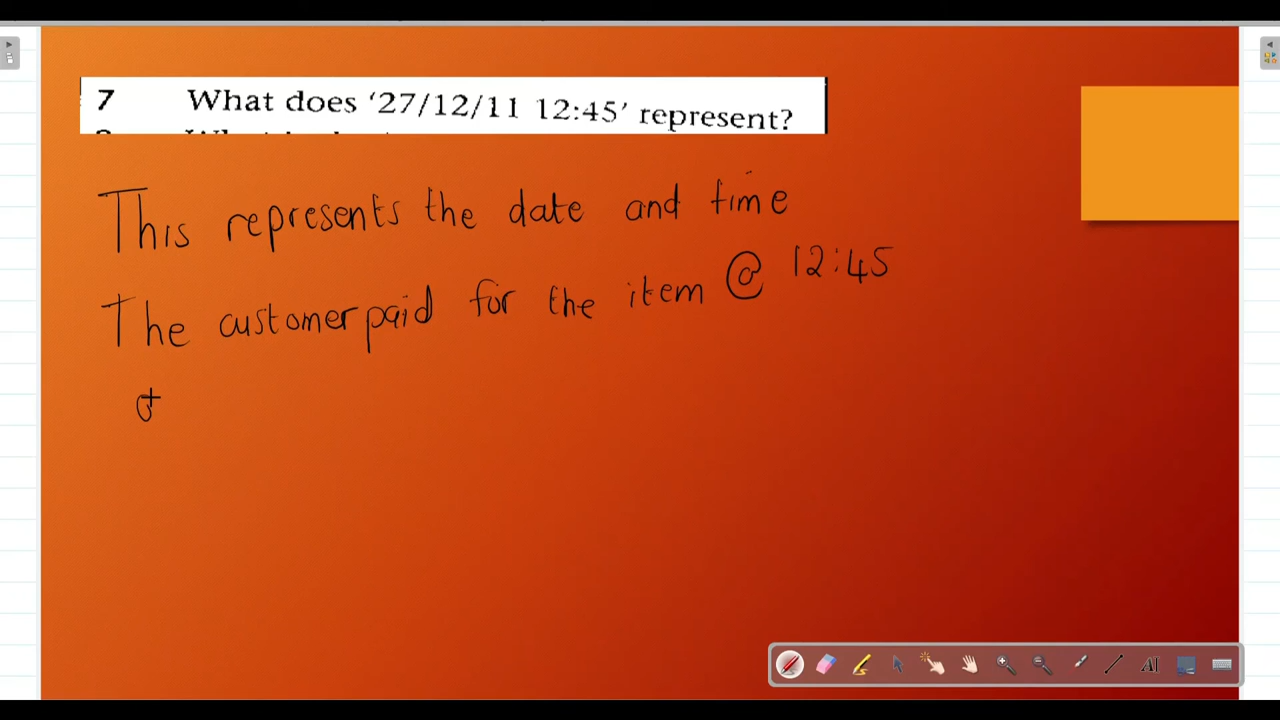 7 What does ‘27/12/11 12:45’ represent?
This represents the date and time
The customer paid for the item @ 12:45